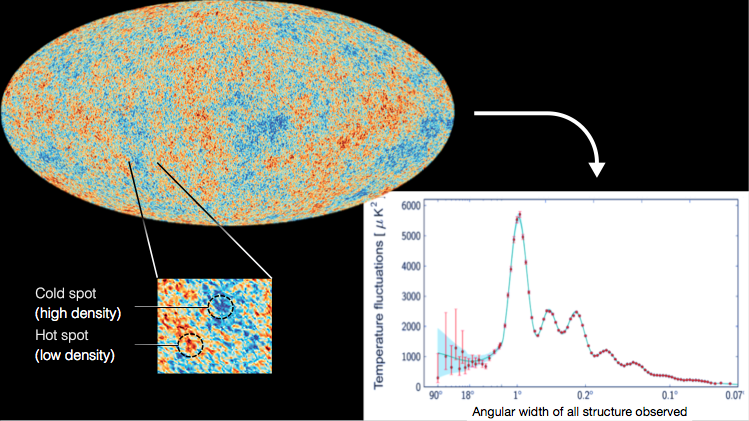 Cold spot
(high density)
Hot spot
(low density)
Temperature fluctuations [ μ K²
6000
5000
4000
3000
2000
1000
0
90° 18° 1° 0.2° 0.1° 0.07°
Angular width of all structure observed